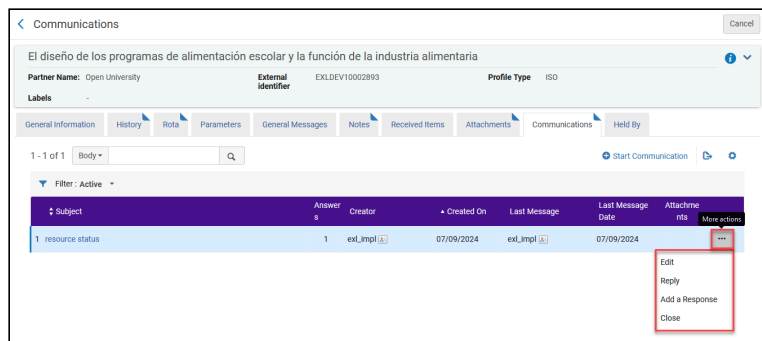 Communications
Cancel
El diseño de los programas de alimentación escolar y la función de la industria alimentaria
Partner Name: Open University External identifier EXLDEV10002893 Profile Type ISO
Labels -
General Information History Rota Parameters General Messages Notes Received Items Attachments Communications Held By
1 - 1 of 1 Body Start Communication
Filter : Active
Subject Answers Creator Created On Last Message Last Message Date Attachments
More actions
1 resource status 1 exl_impl 07/09/2024 exl_impl 07/09/2024
Edit
Reply
Add a Response
Close